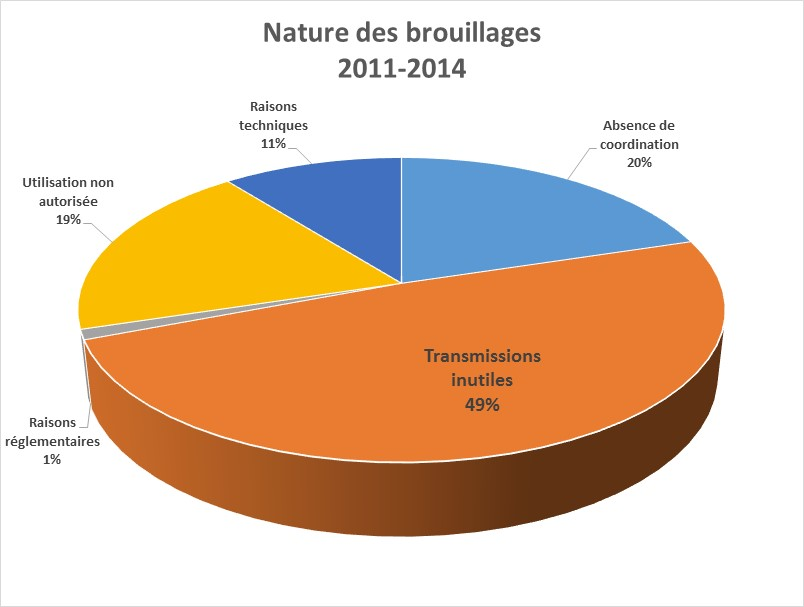 Nature des brouillages
2011-2014
Raisons
techniques
11%
Absence de
coordination
20%
Utilisation non
autorisée
19%
Transmissions
inutiles
49%
Raisons
réglementaires
1%